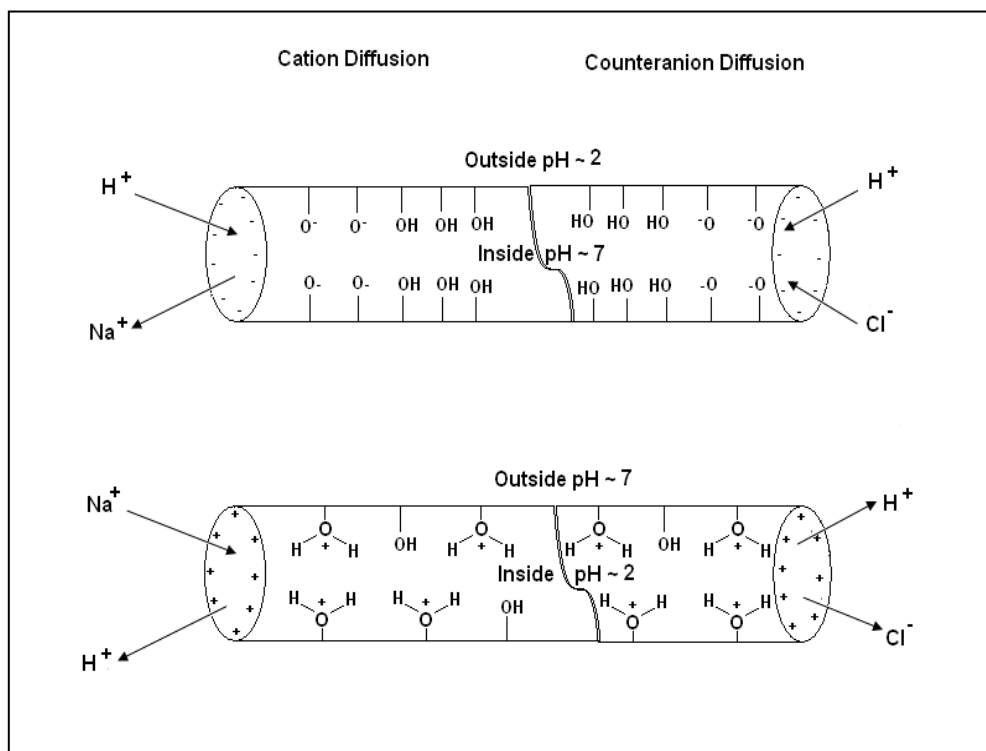 Cation Diffusion Counteranion Diffusion
Outside pH ~ 2
H+ H+
O- O- OH OH OH HO HO HO -O -O
Inside pH ~ 7
O- O- OH OH OH HO HO HO -O -O
Na+ Cl-
Outside pH ~ 7
Na+ H+
O H H + OH O H H + O H H + OH O H H +
Inside pH ~ 2
H H + O H H + O OH H H + O H H + O
H+ Cl-